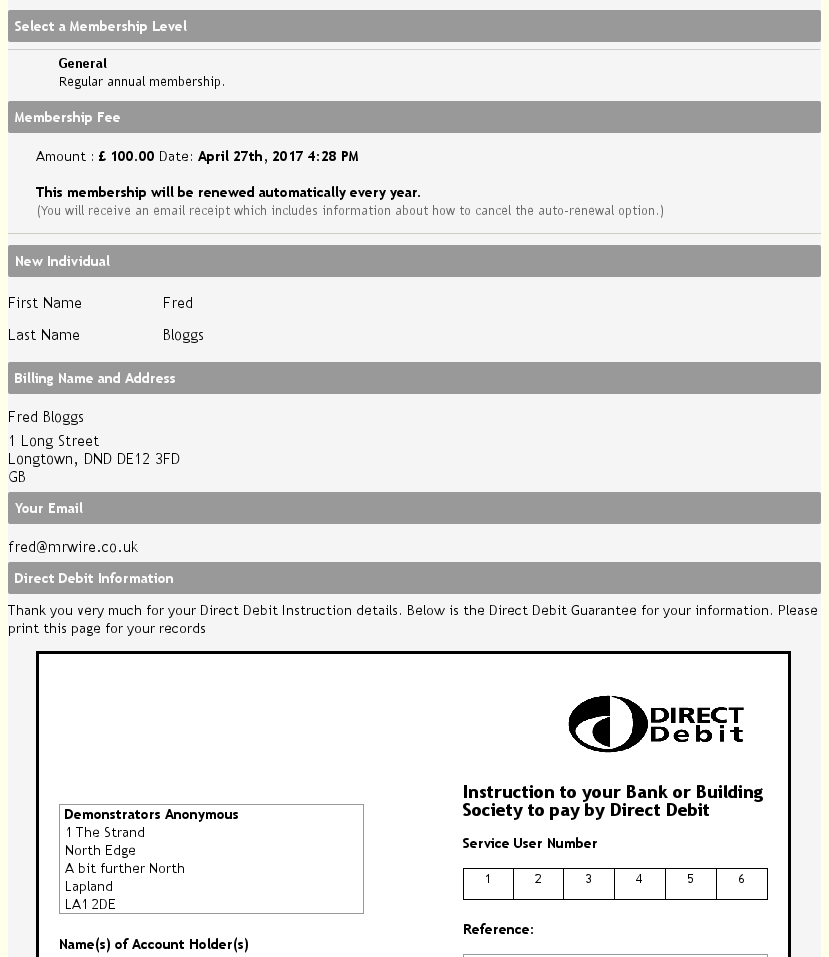 Select a Membership Level
General
Regular annual membership.
Membership Fee
Amount : £ 100.00 Date: April 27th, 2017 4:28 PM
This membership will be renewed automatically every year.
(You will receive an email receipt which includes information about how to cancel the auto-renewal option.)
New Individual
First Name Fred
Last Name Bloggs
Billing Name and Address
Fred Bloggs
1 Long Street
Longtown, DND DE12 3FD
GB
Your Email
fred@mrwire.co.uk
Direct Debit Information
Thank you very much for your Direct Debit Instruction details. Below is the Direct Debit Guarantee for your information. Please
print this page for your records
DIRECT
Debit
Demonstrators Anonymous
1 The Strand
North Edge
A bit further North
Lapland
LA1 2DE
Name(s) of Account Holder(s)
Instruction to your Bank or Building
Society to pay by Direct Debit
Service User Number
1 2 3 4 5 6
Reference: